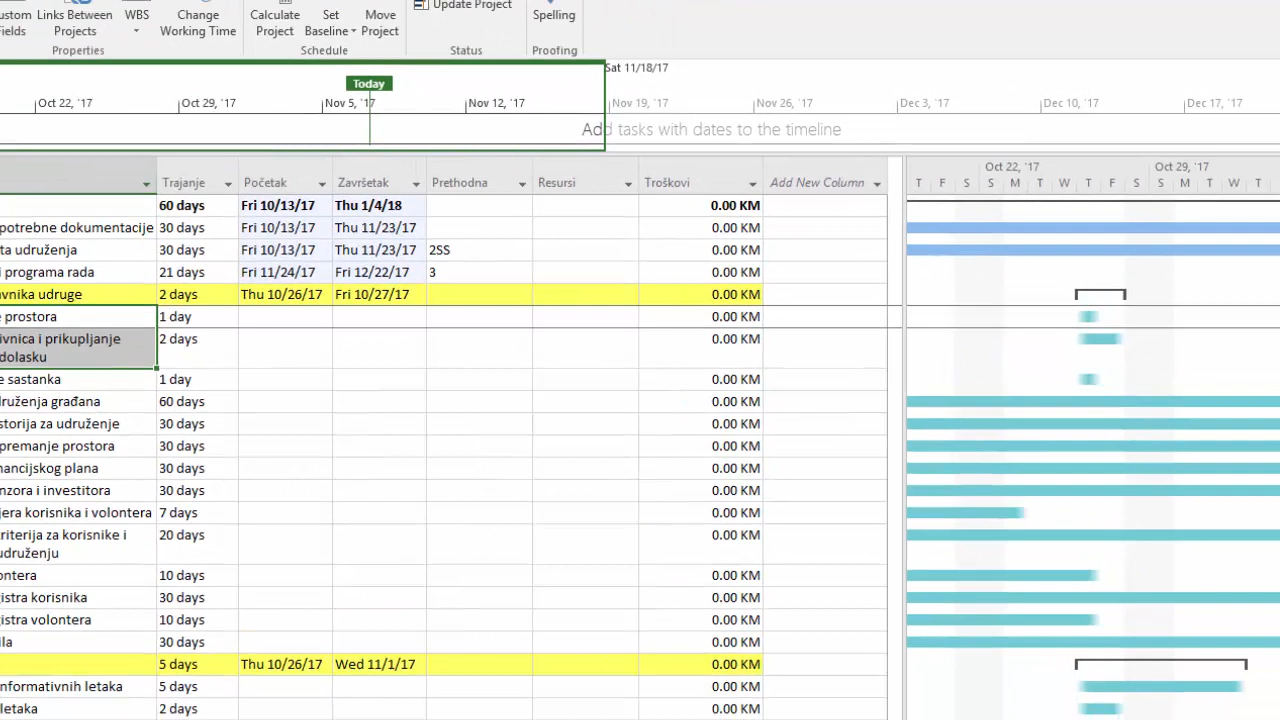 ustom Links Between WBS Change Calculate Set Move Update Project Spelling
Fields Projects Working Time Project Baseline Project
Properties Schedule Status Proofing
Sat 11/18/17
Today
Oct 22, '17 Oct 29, '17 Nov 5, '17 Nov 12, '17 Nov 19, '17 Nov 26, '17 Dec 3, '17 Dec 10, '17 Dec 17, '17
Add tasks with dates to the timeline
Oct 22, '17 Oct 29, '17
Trajanje Početak Završetak Prethodna Resursi Troškovi Add New Column T F S S M T W T F S S M T W T
60 days Fri 10/13/17 Thu 1/4/18 0.00 KM
potrebne dokumentacije 30 days Fri 10/13/17 Thu 11/23/17 0.00 KM
ta udruženja 30 days Fri 10/13/17 Thu 11/23/17 2SS 0.00 KM
i programa rada 21 days Fri 11/24/17 Fri 12/22/17 3 0.00 KM
vnika udruge 2 days Thu 10/26/17 Fri 10/27/17 0.00 KM
e prostora 1 day 0.00 KM
ivnica i prikupljanje 2 days 0.00 KM
dolasku
e sastanka 1 day 0.00 KM
druženja građana 60 days 0.00 KM
storija za udruženje 30 days 0.00 KM
premanje prostora 30 days 0.00 KM
nancijskog plana 30 days 0.00 KM
nzora i investitora 30 days 0.00 KM
jera korisnika i volontera 7 days 0.00 KM
kriterija za korisnike i 20 days 0.00 KM
udruženju
ontera 10 days 0.00 KM
gistra korisnika 30 days 0.00 KM
gistra volontera 10 days 0.00 KM
ila 30 days 0.00 KM
5 days Thu 10/26/17 Wed 11/1/17 0.00 KM
informativnih letaka 5 days 0.00 KM
letaka 2 days 0.00 KM